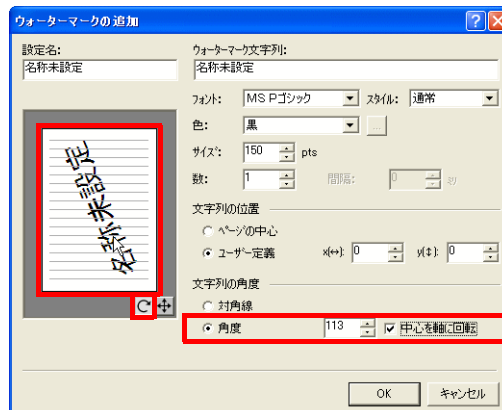 ウォーターマークの追加
設定名:
名称未設定
ウォーターマーク文字列:
名称未設定
フォント: MS Pゴシック スタイル: 通常
色: 黒 ...
サイズ: 150 pts
数: 1 間隔: 0
文字列の位置
ページの中心
ユーザー定義 x(↔): 0 y(↕): 0
文字列の角度
対角線
角度 113 中心を軸に回転
名称未設定
OK キャンセル